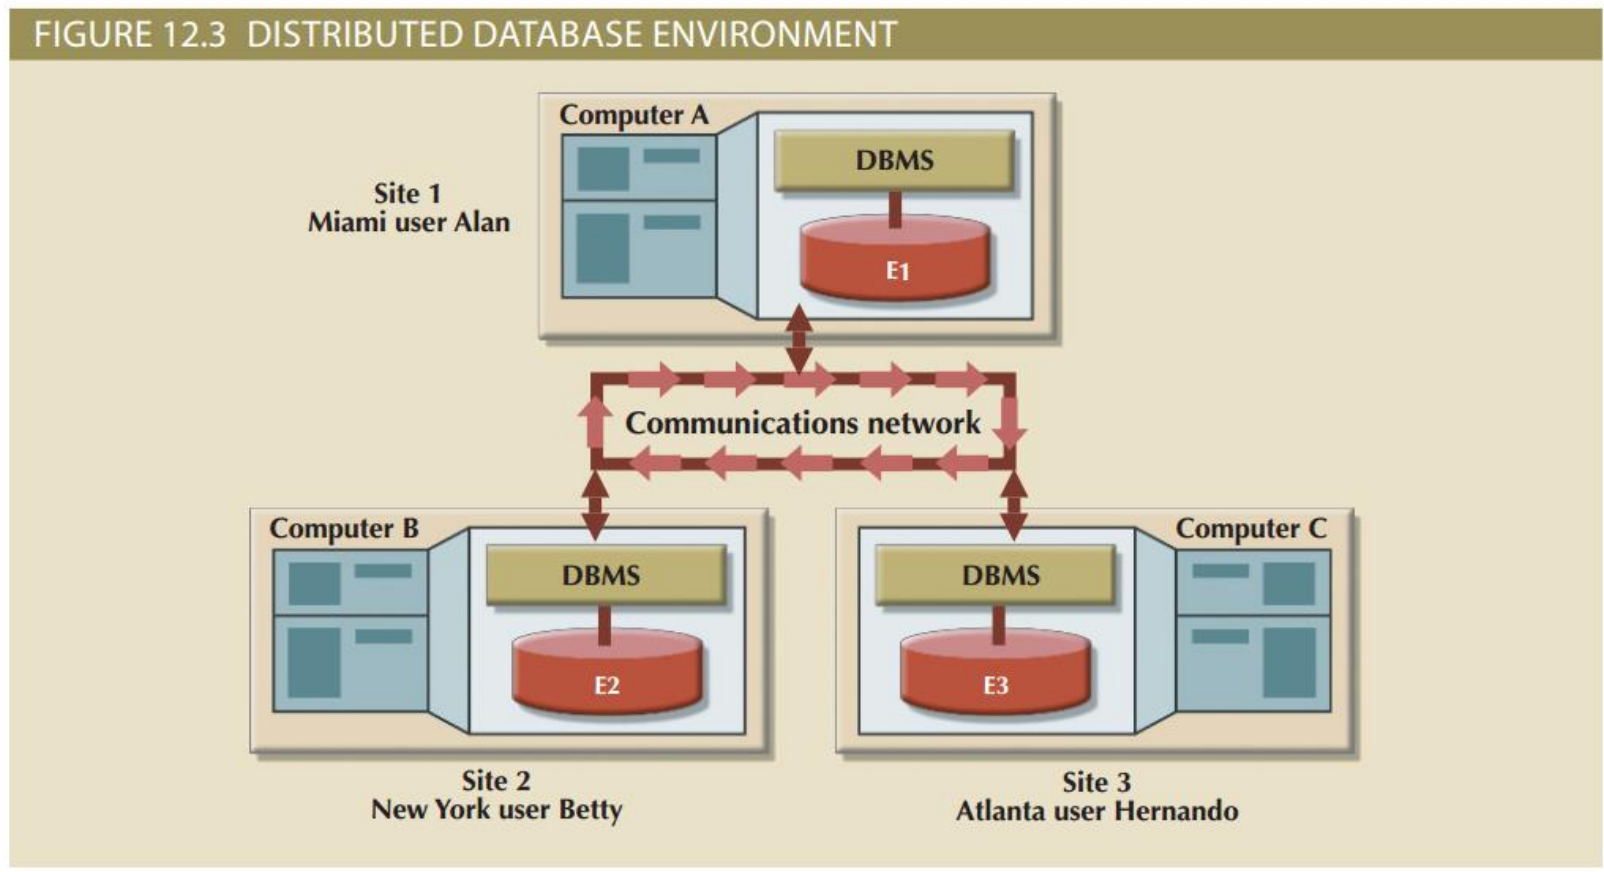 FIGURE 12.3 DISTRIBUTED DATABASE ENVIRONMENT
Computer A
DBMS
E1
Site 1
Miami user Alan
Communications network
Computer B
DBMS
E2
Site 2
New York user Betty
Computer C
DBMS
E3
Site 3
Atlanta user Hernando